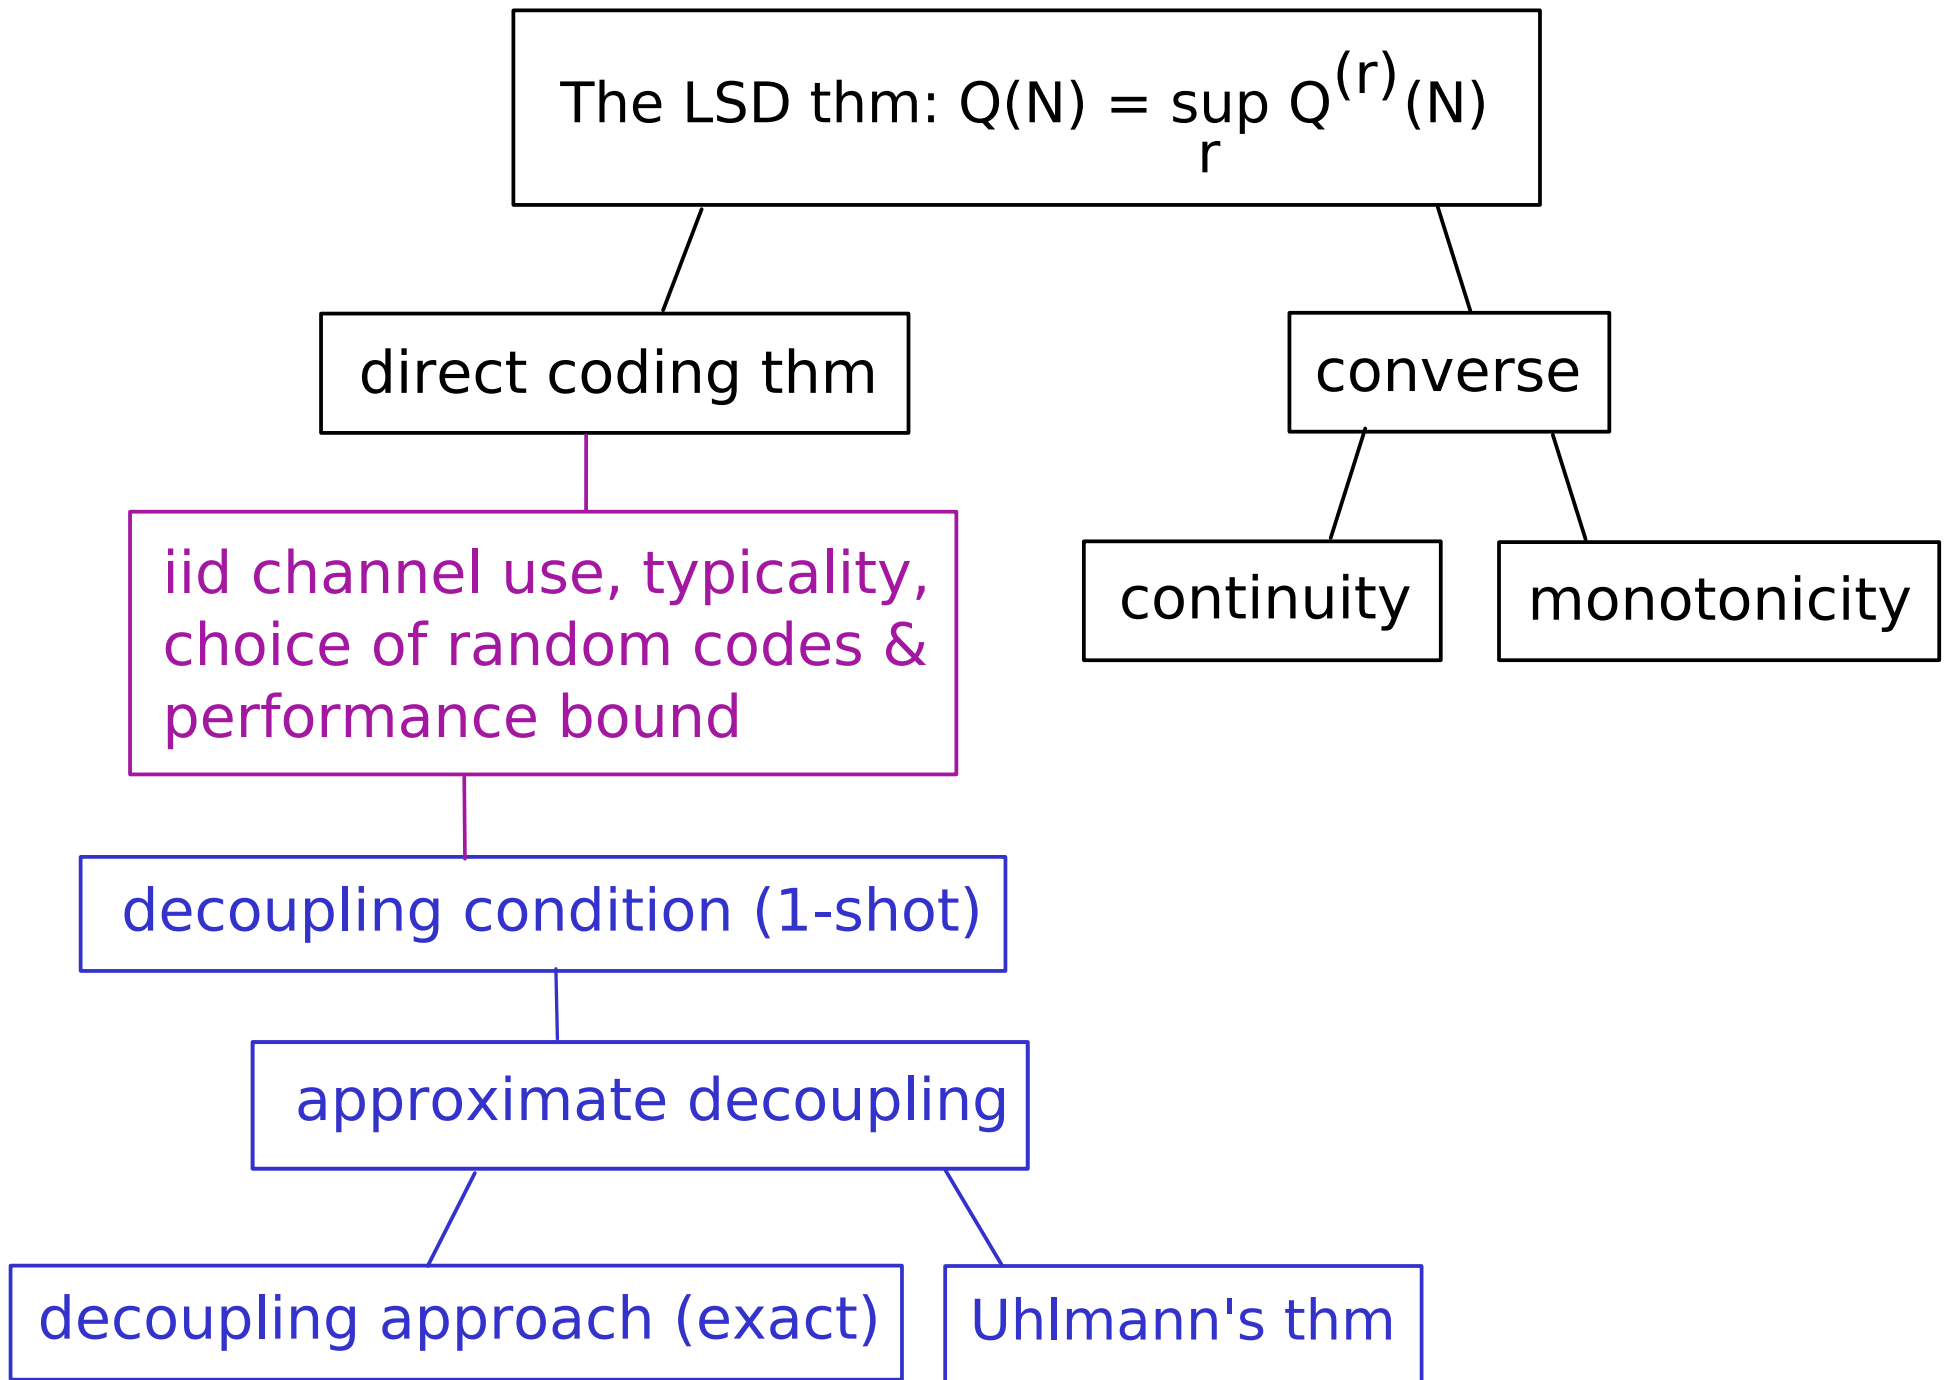 The LSD thm: Q(N) = sup Q^(r)(N)
r
direct coding thm
converse
iid channel use, typicality,
choice of random codes &
performance bound
continuity
monotonicity
decoupling condition (1-shot)
approximate decoupling
decoupling approach (exact)
Uhlmann's thm